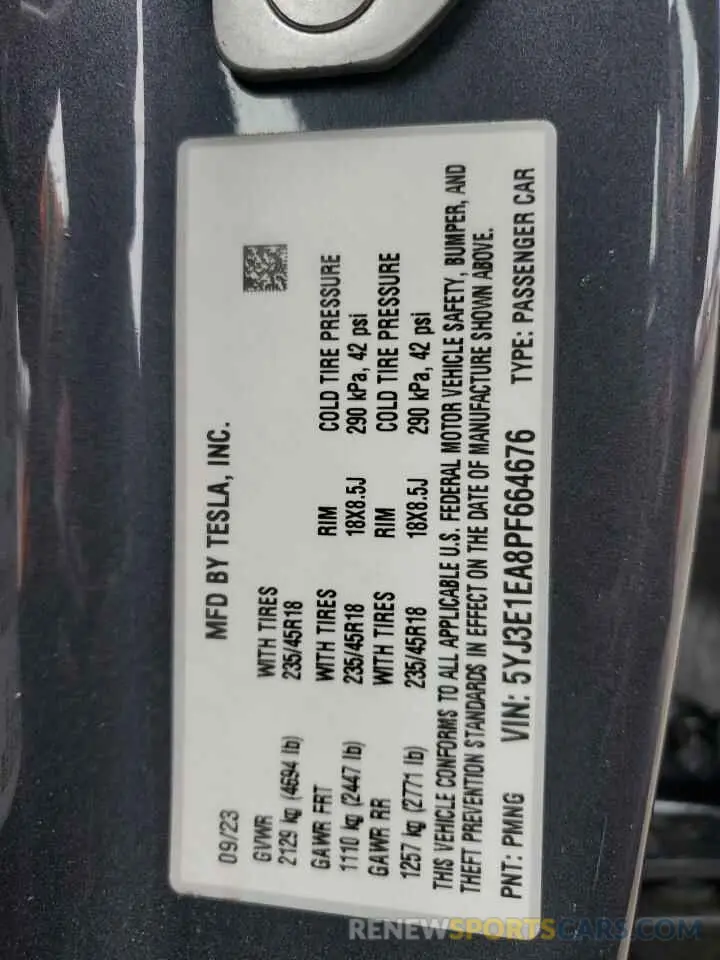 MFD BY TESLA, INC.
09/23
GVWR WITH TIRES
2129 kg (4694 lb) 235/45R18
GAWR FRT WITH TIRES RIM COLD TIRE PRESSURE
1110 kg (2447 lb) 235/45R18 18X8.5J 290 kPa, 42 psi
GAWR RR WITH TIRES RIM COLD TIRE PRESSURE
1257 kg (2771 lb) 235/45R18 18X8.5J 290 kPa, 42 psi
THIS VEHICLE CONFORMS TO ALL APPLICABLE U.S. FEDERAL MOTOR VEHICLE SAFETY, BUMPER, AND
THEFT PREVENTION STANDARDS IN EFFECT ON THE DATE OF MANUFACTURE SHOWN ABOVE.
PNT: PMNG VIN: 5YJ3E1EA8PF664676 TYPE: PASSENGER CAR
RENEWSPORTSCARS.COM